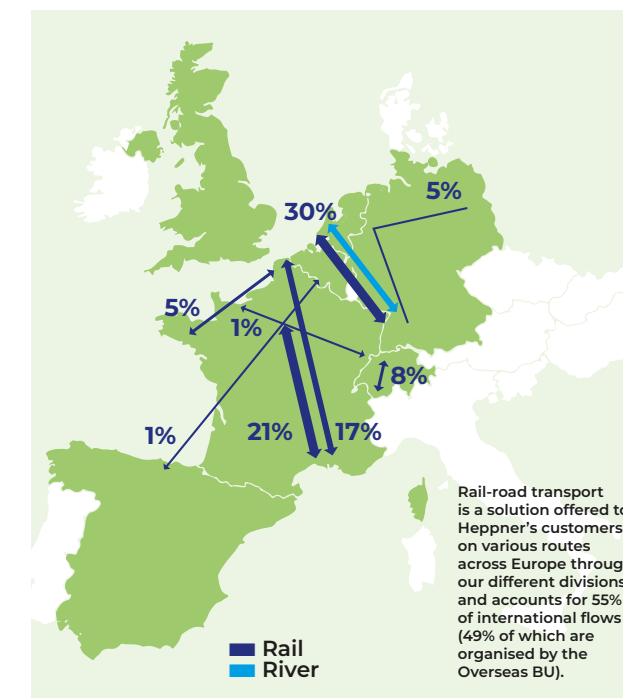 30%
5%
5%
1%
8%
1%
21%
17%
Rail-road transport
is a solution offered to
Heppner's customers
on various routes
across Europe throug
our different divisions
and accounts for 55%
of international flows
(49% of which are
organised by the
Overseas BU).
Rail
River